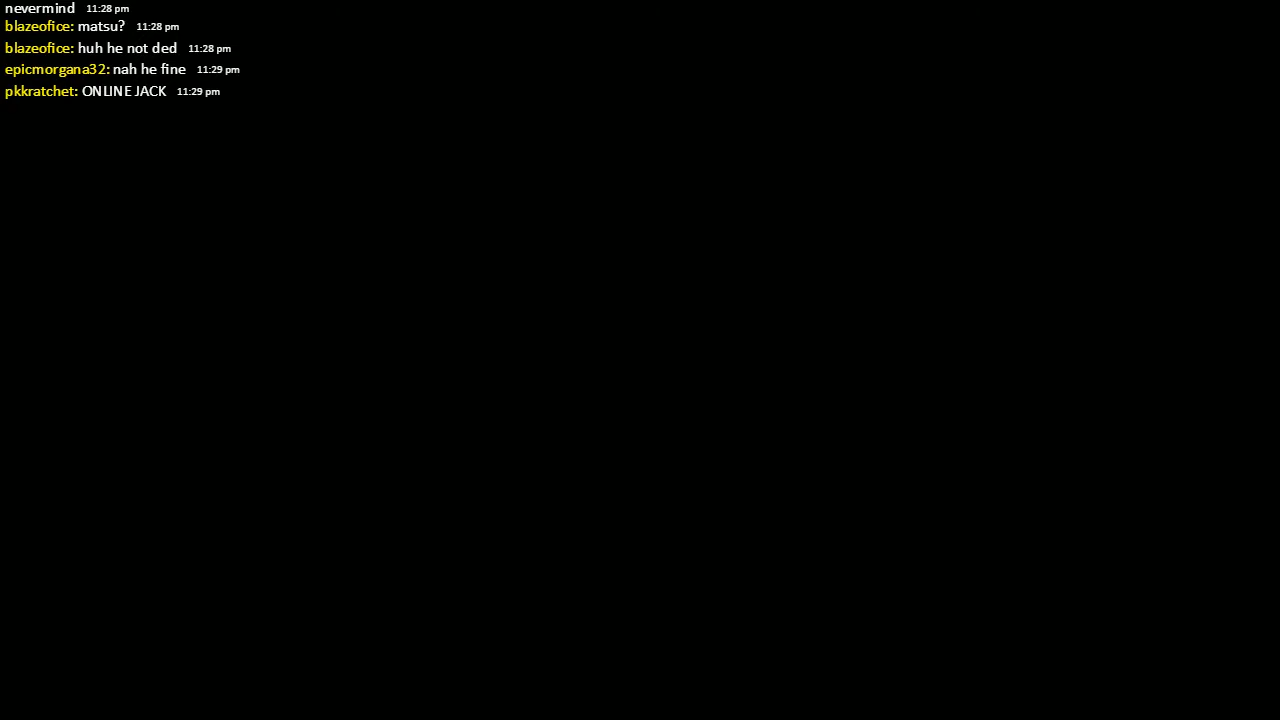 nevermind 11:28 pm
blazeofice: matsu? 11:28 pm
blazeofice: huh he not ded 11:28 pm
epicmorgana32: nah he fine 11:29 pm
pkkratchet: ONLINE JACK 11:29 pm